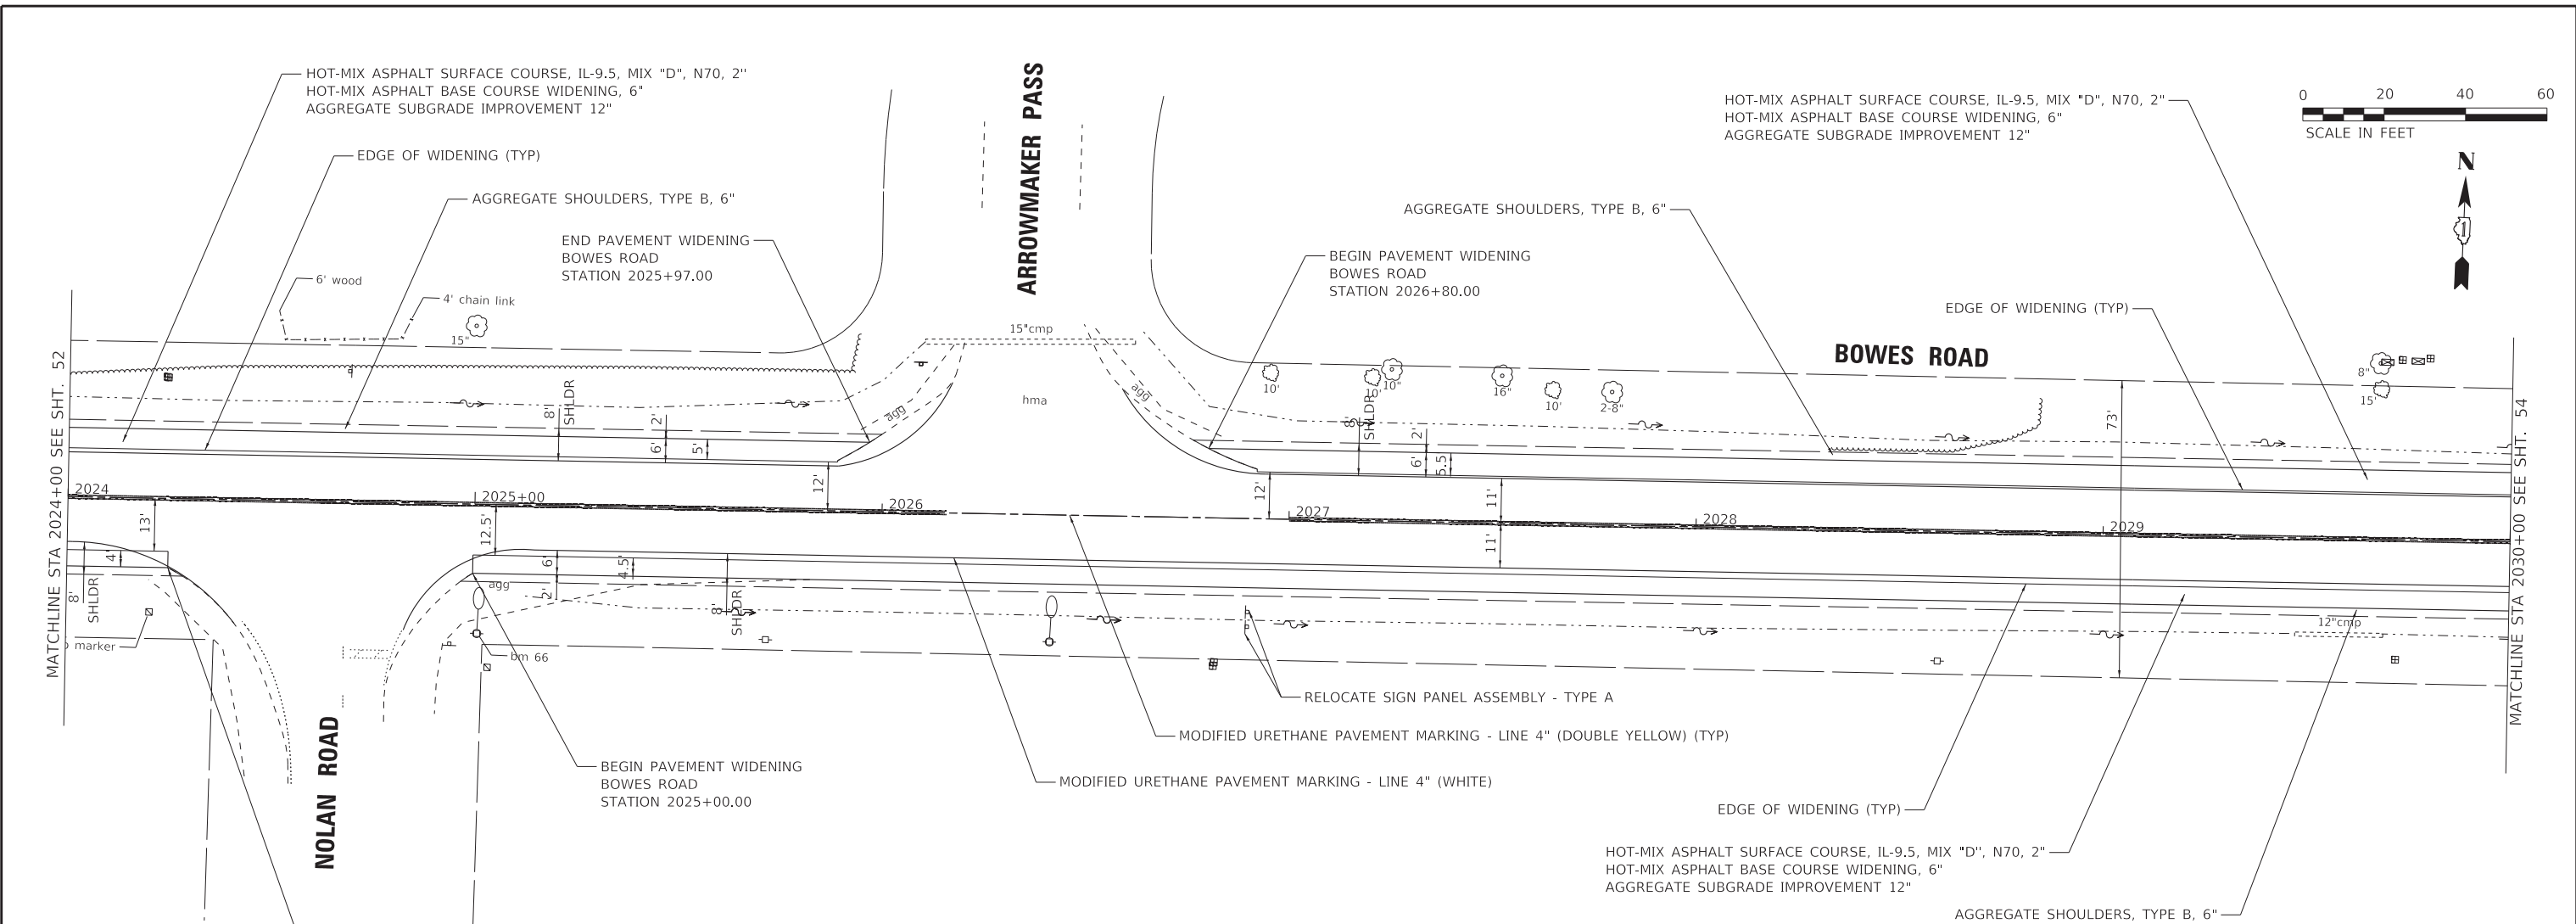 HOT-MIX ASPHALT SURFACE COURSE, IL-9.5, MIX "D", N70, 2"
HOT-MIX ASPHALT BASE COURSE WIDENING, 6"
AGGREGATE SUBGRADE IMPROVEMENT 12"
EDGE OF WIDENING (TYP)
AGGREGATE SHOULDERS, TYPE B, 6"
END PAVEMENT WIDENING
BOWES ROAD
STATION 2025+97.00
6' wood
4' chain link
15"
ARROWMAKER PASS
HOT-MIX ASPHALT SURFACE COURSE, IL-9.5, MIX "D", N70, 2"
HOT-MIX ASPHALT BASE COURSE WIDENING, 6"
AGGREGATE SUBGRADE IMPROVEMENT 12"
0 20 40 60
SCALE IN FEET
N
AGGREGATE SHOULDERS, TYPE B, 6"
BEGIN PAVEMENT WIDENING
BOWES ROAD
STATION 2026+80.00
EDGE OF WIDENING (TYP)
BOWES ROAD
MATCHLINE STA 2024+00 SEE SHT. 52
15"cmp
hma
agg
agg
8'
SHLDR
2'
6'
5'
12'
10'
10'
10"
16"
10'
2-8"
8"
15'
8'
SHLDR
2'
6'
5.5
12'
11'
11'
73'
2024
2025+00
2026
2027
2028
2029
13'
12.5'
4'
8'
SHLDR
6'
2'
4.5'
8'
SHLDR
agg
marker
bm 66
12"cmp
MATCHLINE STA 2030+00 SEE SHT. 54
RELOCATE SIGN PANEL ASSEMBLY - TYPE A
MODIFIED URETHANE PAVEMENT MARKING - LINE 4" (DOUBLE YELLOW) (TYP)
MODIFIED URETHANE PAVEMENT MARKING - LINE 4" (WHITE)
NOLAN ROAD
BEGIN PAVEMENT WIDENING
BOWES ROAD
STATION 2025+00.00
EDGE OF WIDENING (TYP)
HOT-MIX ASPHALT SURFACE COURSE, IL-9.5, MIX "D", N70, 2"
HOT-MIX ASPHALT BASE COURSE WIDENING, 6"
AGGREGATE SUBGRADE IMPROVEMENT 12"
AGGREGATE SHOULDERS, TYPE B, 6"